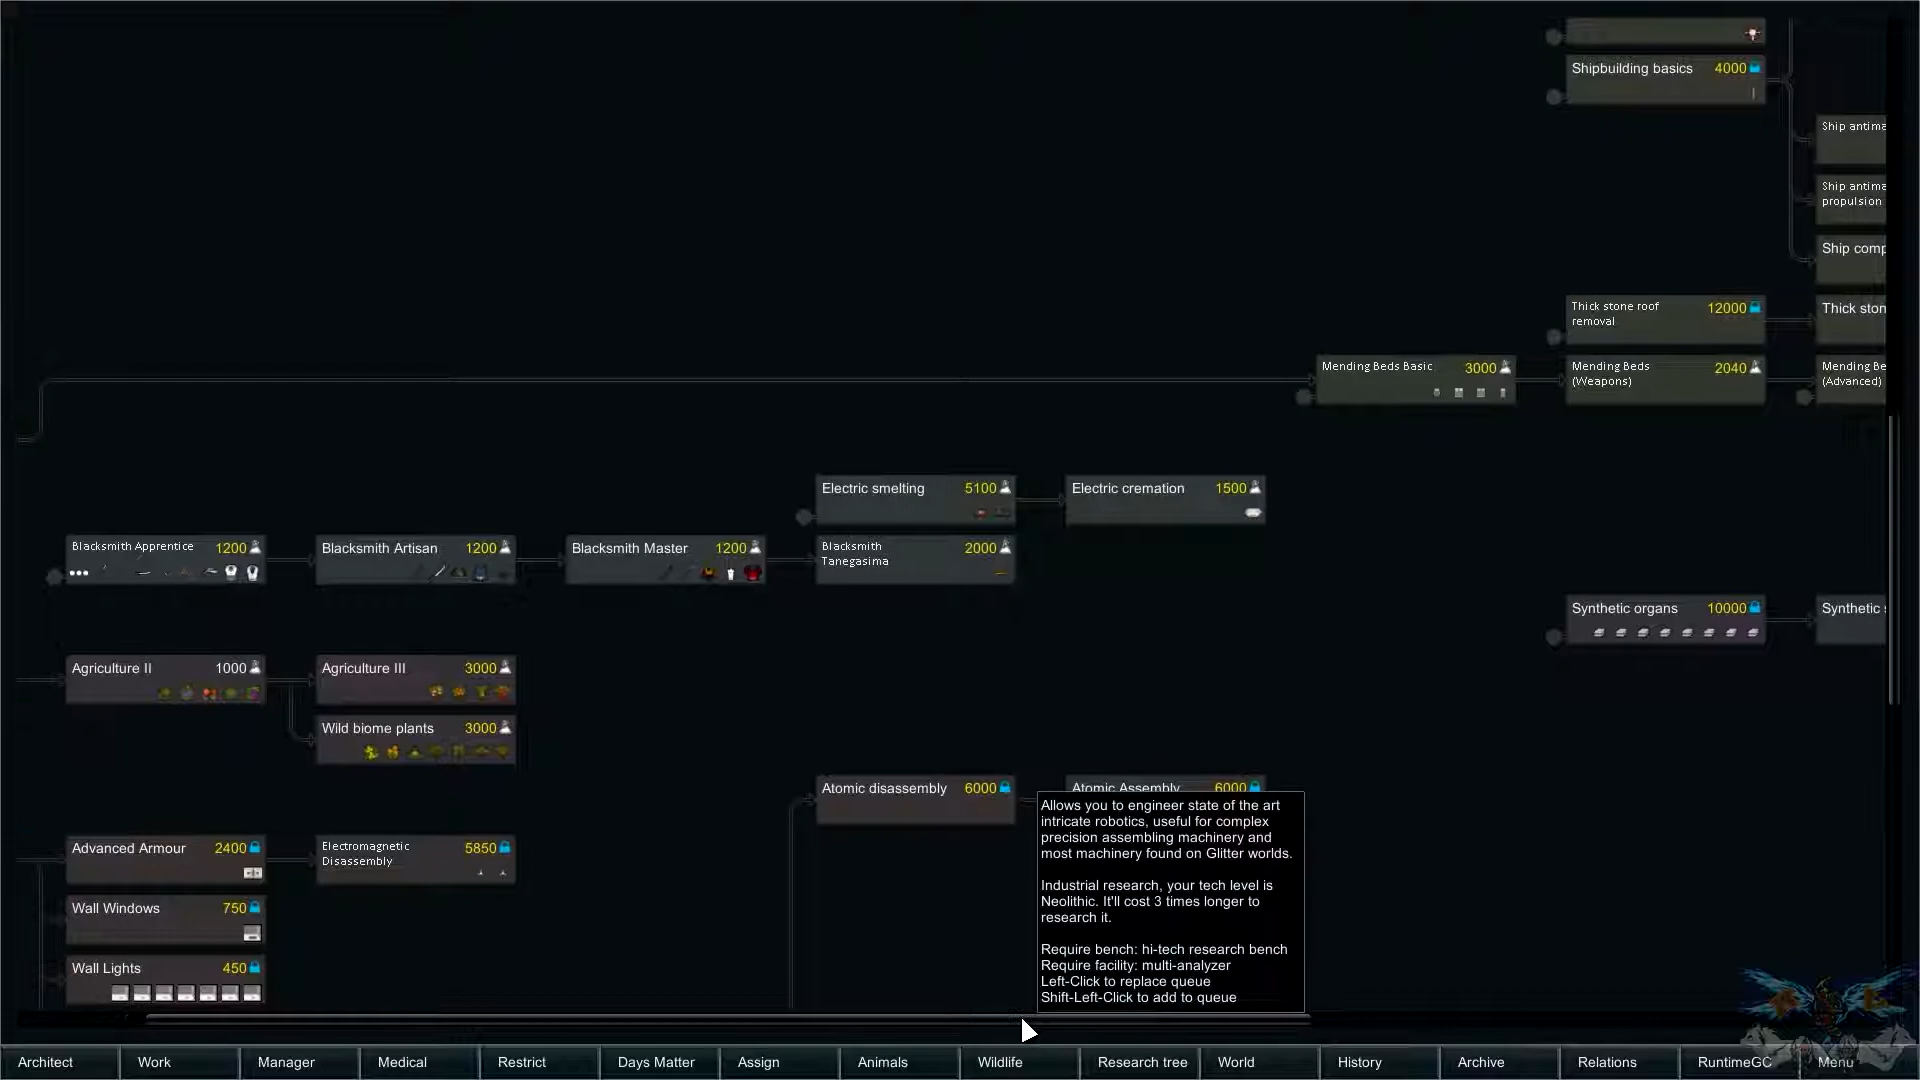 Shipbuilding basics 4000
Ship antima
Ship antima
propulsion
Ship comp
Thick stone roof
removal
12000
Thick ston
Mending Beds Basic 3000
Mending Beds
(Weapons)
2040
Mending Be
(Advanced)
Electric smelting 5100
Electric cremation 1500
Blacksmith Apprentice 1200
Blacksmith Artisan 1200
Blacksmith Master 1200
Blacksmith
Tanegasima
2000
Synthetic organs 10000
Synthetic s
Agriculture II 1000
Agriculture III 3000
Wild biome plants 3000
Atomic disassembly 6000
Atomic Assembly 6000
Allows you to engineer state of the art
intricate robotics, useful for complex
precision assembling machinery and
most machinery found on Glitter worlds.
Industrial research, your tech level is
Neolithic. It'll cost 3 times longer to
research it.
Require bench: hi-tech research bench
Require facility: multi-analyzer
Left-Click to replace queue
Shift-Left-Click to add to queue
Advanced Armour 2400
Electromagnetic
Disassembly
5850
Wall Windows 750
Wall Lights 450
Architect Work Manager Medical Restrict Days Matter Assign Animals Wildlife Research tree World History Archive Relations RuntimeGC Menu